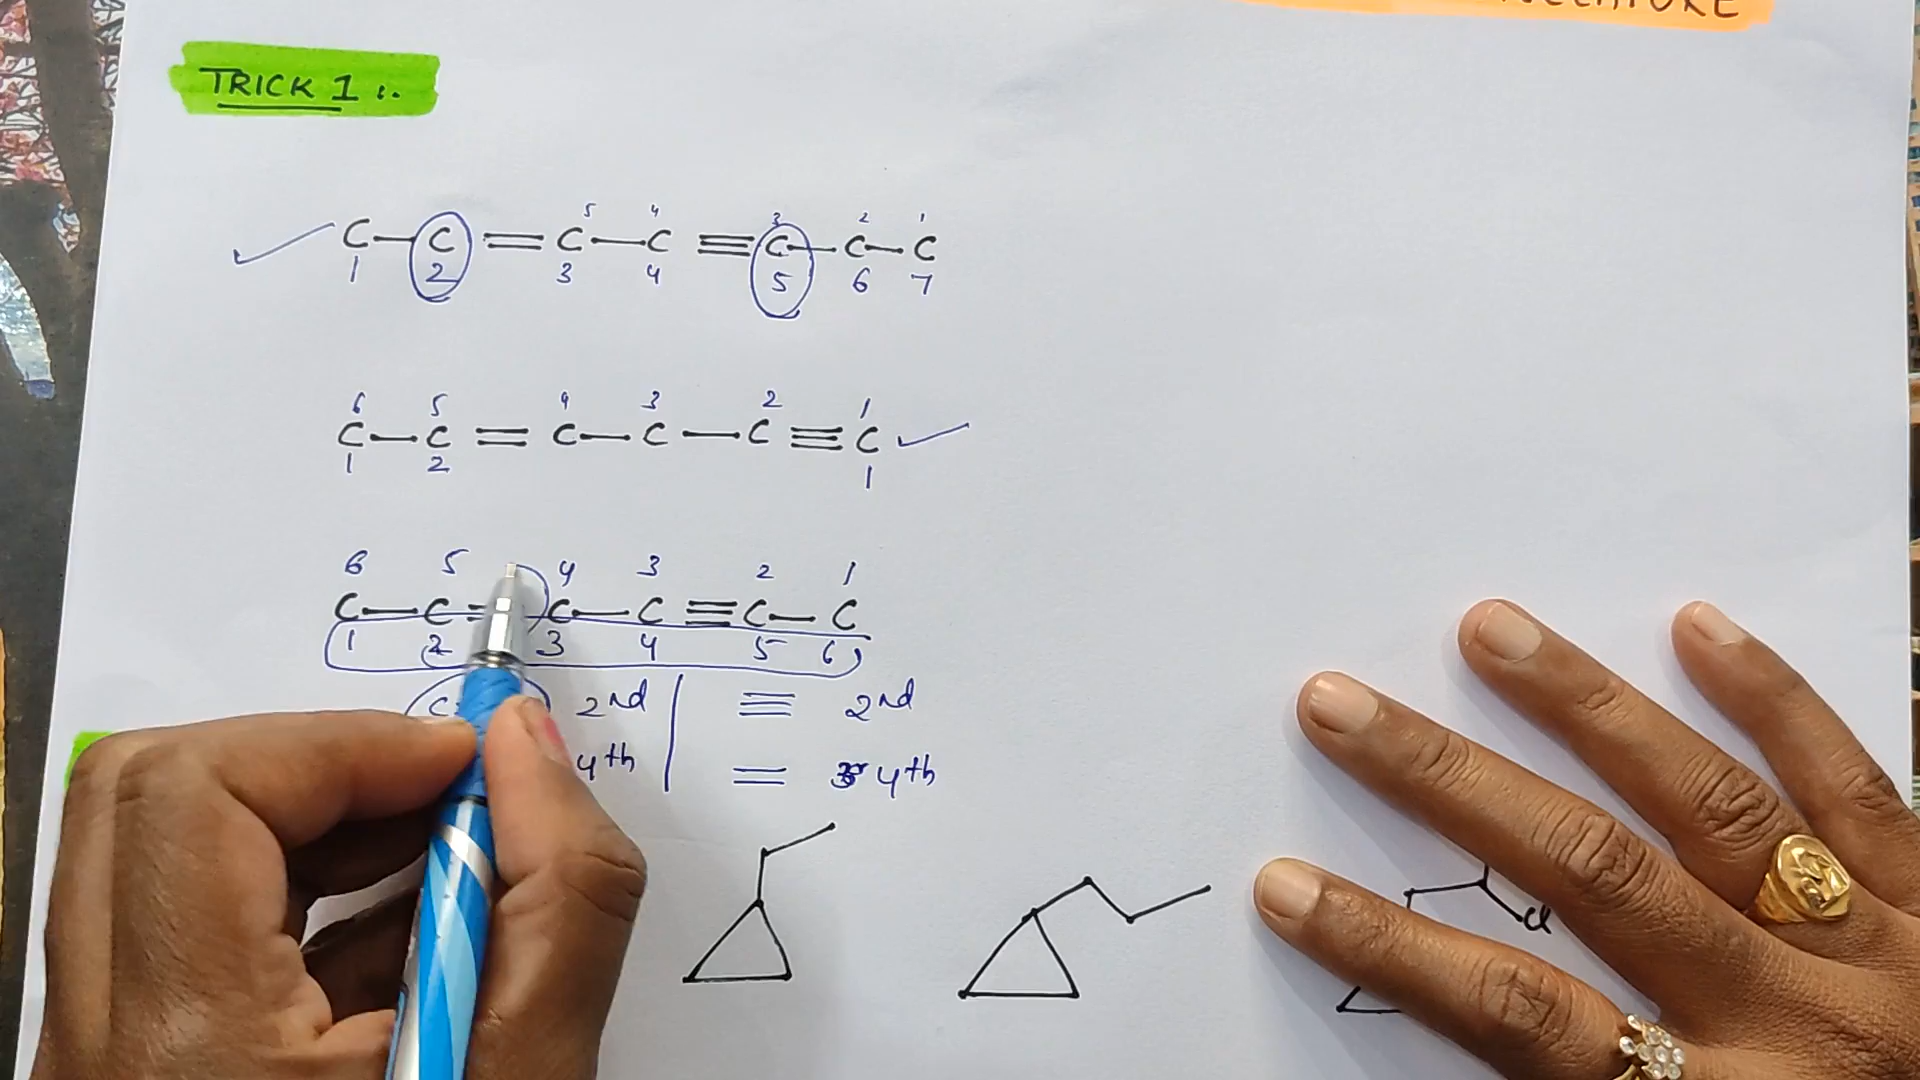 TRICK 1 :.
5 4 3 2 1
C — C = C — C ≡ C — C — C
1 2 3 4 5 6 7
6 5 4 3 2 1
C — C = C — C — C ≡ C
1 2 1
6 5 4 3 2 1
C — C C — C ≡ C — C
1 2 3 4 5 6
2nd | ≡ 2nd
4th | = 4th
Cl